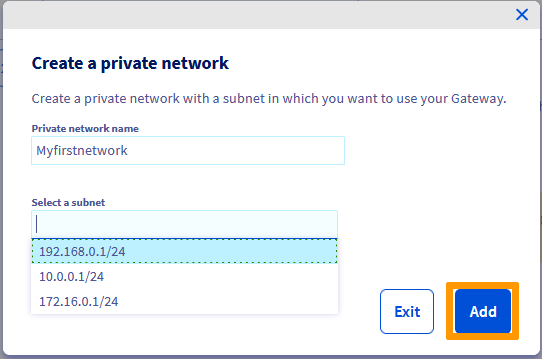 Create a private network
Create a private network with a subnet in which you want to use your Gateway.
Private network name
Myfirstnetwork
Select a subnet
192.168.0.1/24
10.0.0.1/24
172.16.0.1/24
Exit
Add